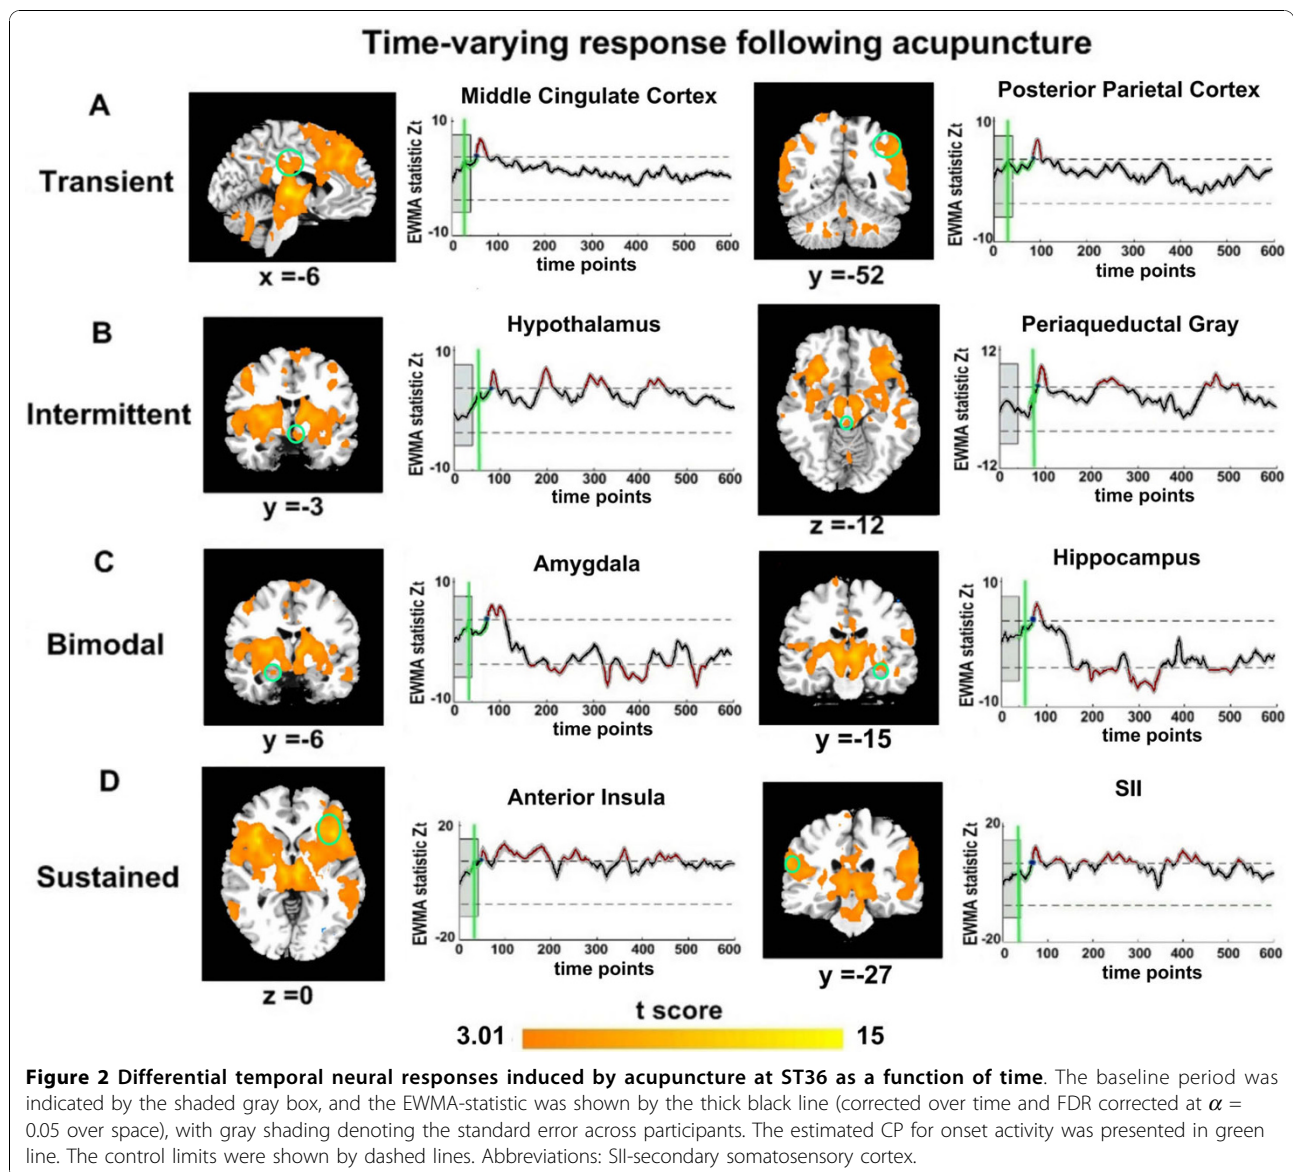 Time-varying response following acupuncture
A
Transient
x =-6
Middle Cingulate Cortex
EWMA statistic Zt
10
-10
0 100 200 300 400 500 600
time points
y =-52
Posterior Parietal Cortex
EWMA statistic Zt
10
-10
0 100 200 300 400 500 600
time points
B
Intermittent
y =-3
Hypothalamus
EWMA statistic Zt
10
-10
0 100 200 300 400 500 600
time points
z =-12
Periaqueductal Gray
EWMA statistic Zt
12
-12
0 100 200 300 400 500 600
time points
C
Bimodal
y =-6
Amygdala
EWMA statistic Zt
10
-10
0 100 200 300 400 500 600
time points
y =-15
Hippocampus
EWMA statistic Zt
10
-10
0 100 200 300 400 500 600
time points
D
Sustained
z =0
Anterior Insula
EWMA statistic Zt
20
-20
0 100 200 300 400 500 600
time points
y =-27
SII
EWMA statistic Zt
20
-20
0 100 200 300 400 500 600
time points
t score
3.01 15
Figure 2 Differential temporal neural responses induced by acupuncture at ST36 as a function of time. The baseline period was
indicated by the shaded gray box, and the EWMA-statistic was shown by the thick black line (corrected over time and FDR corrected at α =
0.05 over space), with gray shading denoting the standard error across participants. The estimated CP for onset activity was presented in green
line. The control limits were shown by dashed lines. Abbreviations: SII-secondary somatosensory cortex.